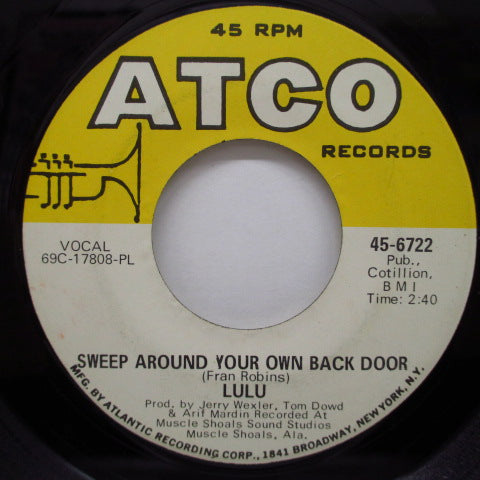 45 RPM
ATCO
RECORDS
VOCAL
69C-17808-PL
45-6722
Pub.,
Cotillion,
BMI
Time: 2:40
SWEEP AROUND YOUR OWN BACK DOOR
(Fran Robins)
LULU
Prod. by Jerry Wexler, Tom Dowd
& Arif Mardin Recorded At
Muscle Shoals Sound Studios
Muscle Shoals, Ala.
MFG. BY ATLANTIC RECORDING CORP., 1841 BROADWAY, NEW YORK, N.Y.